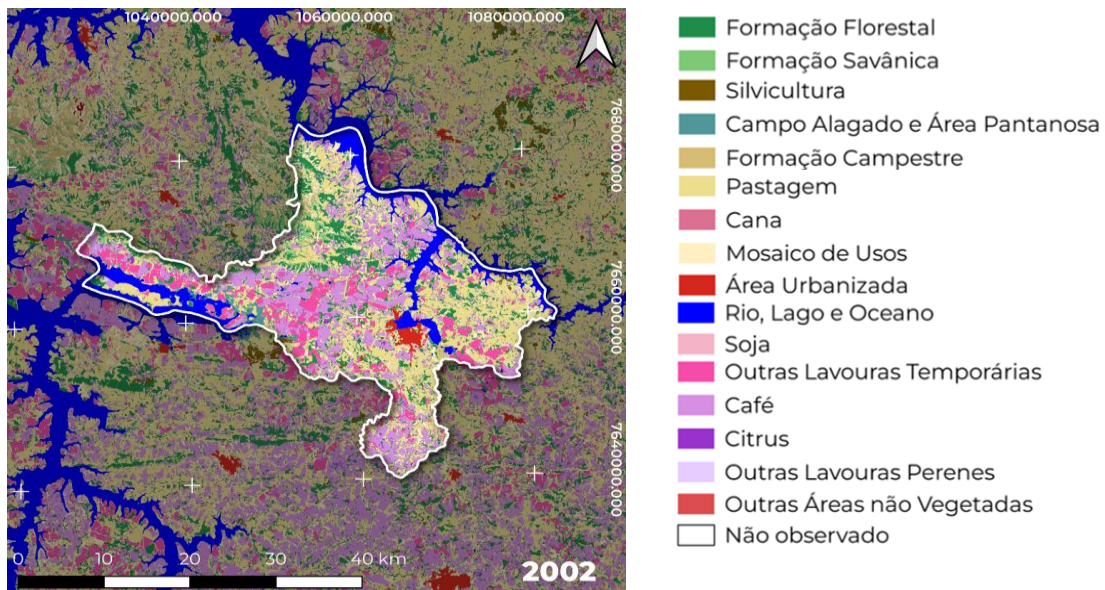 1040000.000 1060000.000 1080000.000
7680000.000
7660000.000
7640000.000
0 10 20 30 40 km
2002
Formação Florestal
Formação Savânica
Silvicultura
Campo Alagado e Área Pantanosa
Formação Campestre
Pastagem
Cana
Mosaico de Usos
Área Urbanizada
Rio, Lago e Oceano
Soja
Outras Lavouras Temporárias
Café
Citrus
Outras Lavouras Perenes
Outras Áreas não Vegetadas
Não observado